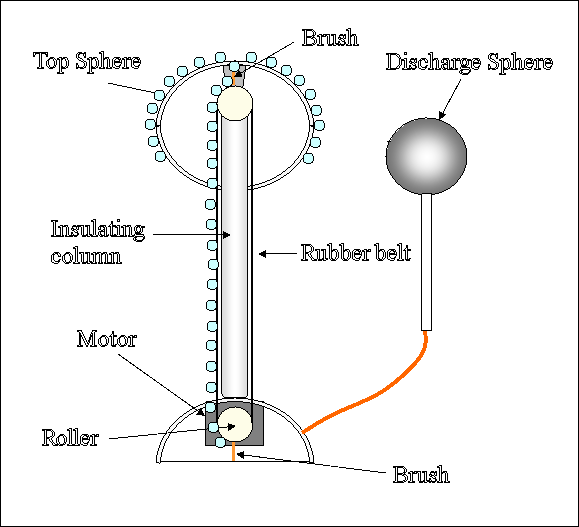 Brush
Top Sphere
Discharge Sphere
Insulating
column
Rubber belt
Motor
Roller
Brush